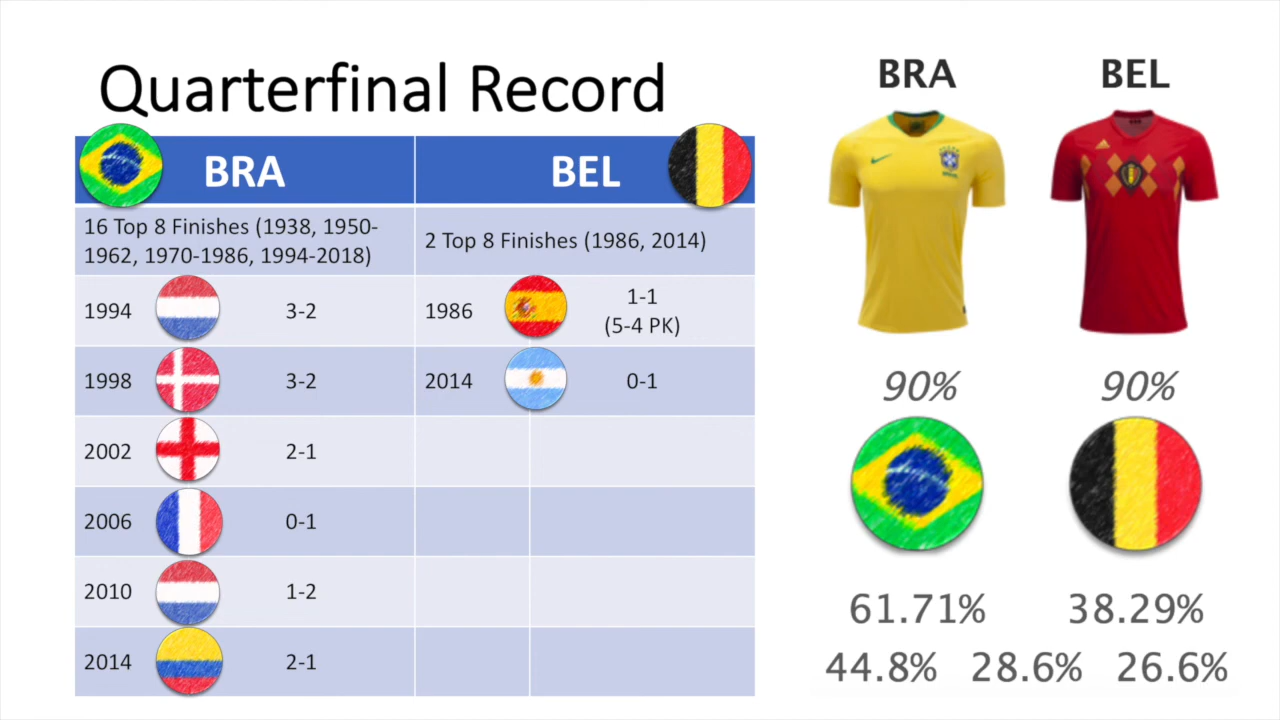 Quarterfinal Record
BRA
BEL
16 Top 8 Finishes (1938, 1950-
1962, 1970-1986, 1994-2018)
2 Top 8 Finishes (1986, 2014)
1994 3-2
1986 1-1
(5-4 PK)
1998 3-2
2014 0-1
2002 2-1
2006 0-1
2010 1-2
2014 2-1
BRA BEL
90% 90%
61.71% 38.29%
44.8% 28.6% 26.6%